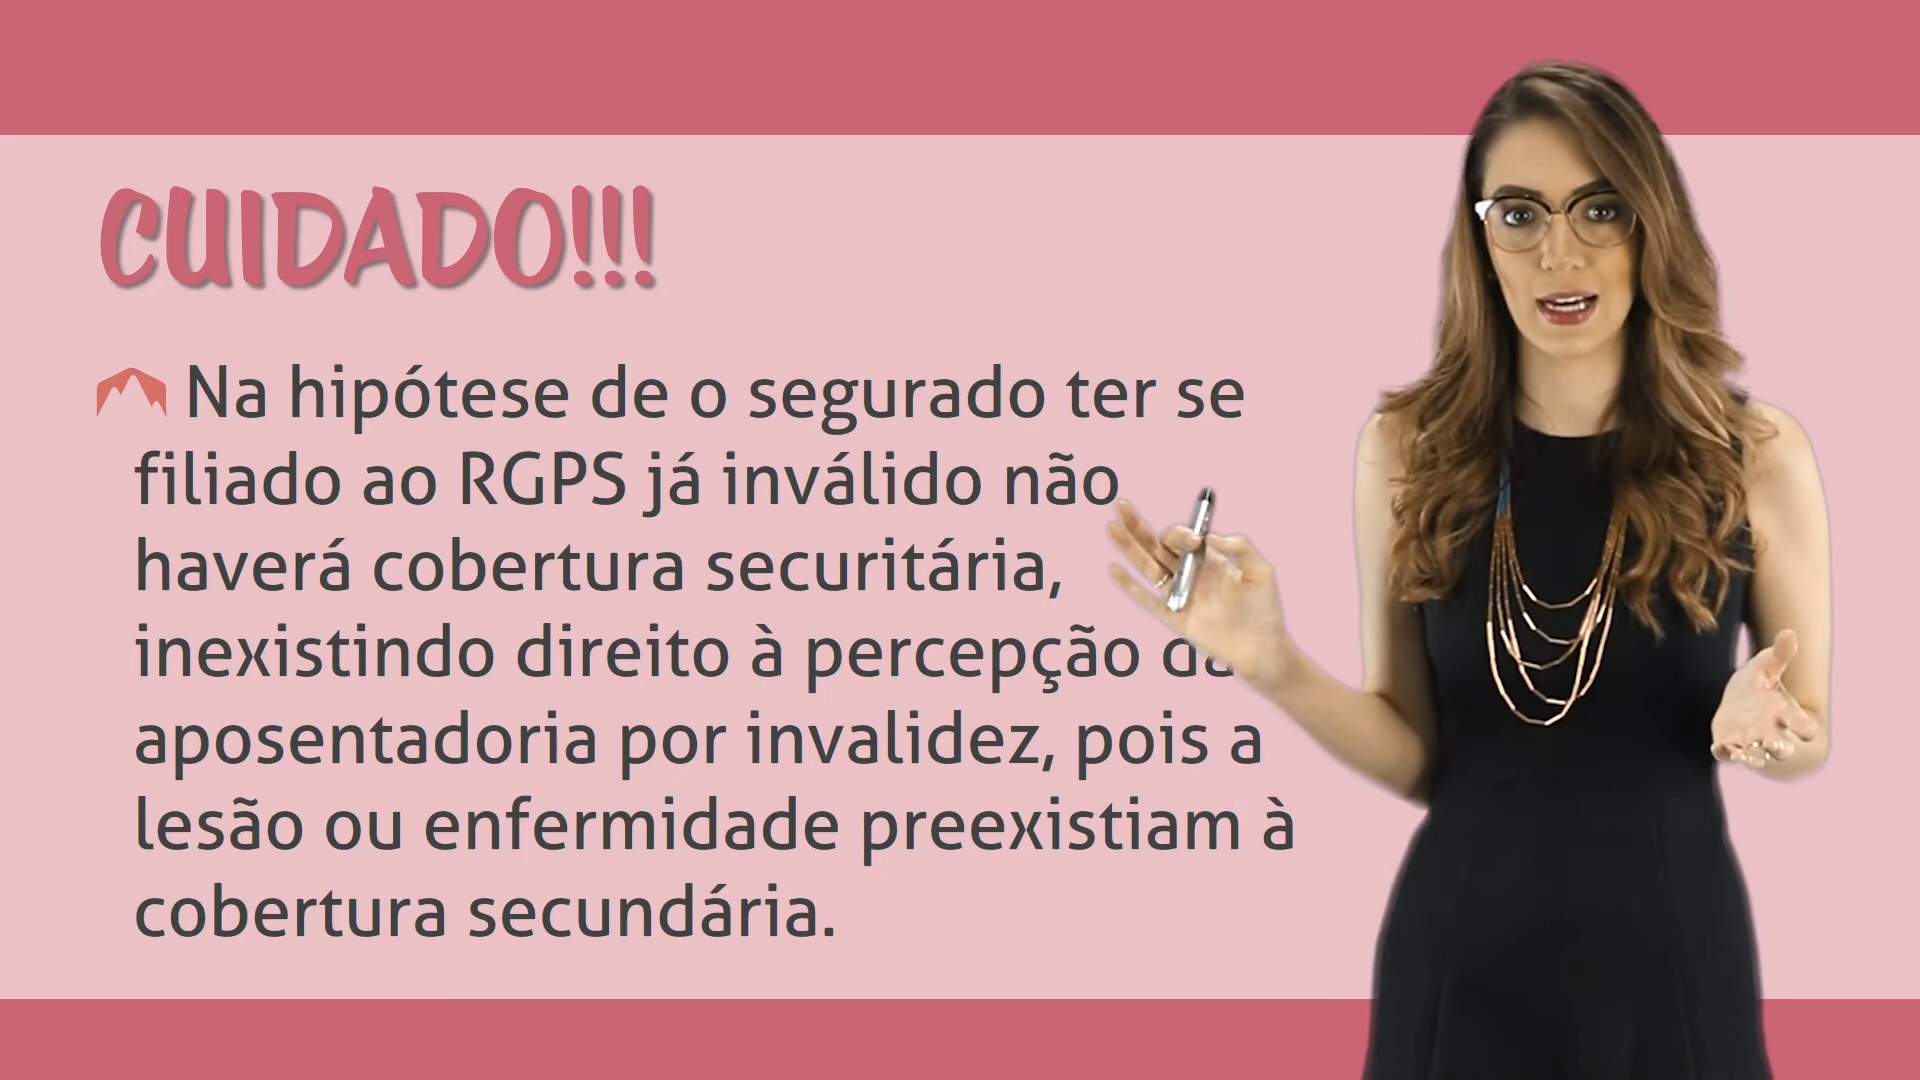 CUIDADO!!!
Na hipótese de o segurado ter se
filiado ao RGPS já inválido não
haverá cobertura securitária,
inexistindo direito à percepção da
aposentadoria por invalidez, pois a
lesão ou enfermidade preexistiam à
cobertura secundária.